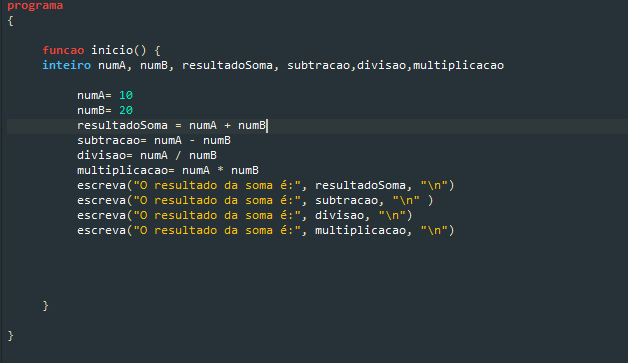 programa
{
funcao inicio() {
inteiro numA, numB, resultadoSoma, subtracao,divisao,multiplicacao
numA= 10
numB= 20
resultadoSoma = numA + numB
subtracao= numA - numB
divisao= numA / numB
multiplicacao= numA * numB
escreva("O resultado da soma é:", resultadoSoma, "\n")
escreva("O resultado da soma é:", subtracao, "\n" )
escreva("O resultado da soma é:", divisao, "\n")
escreva("O resultado da soma é:", multiplicacao, "\n")
}
}